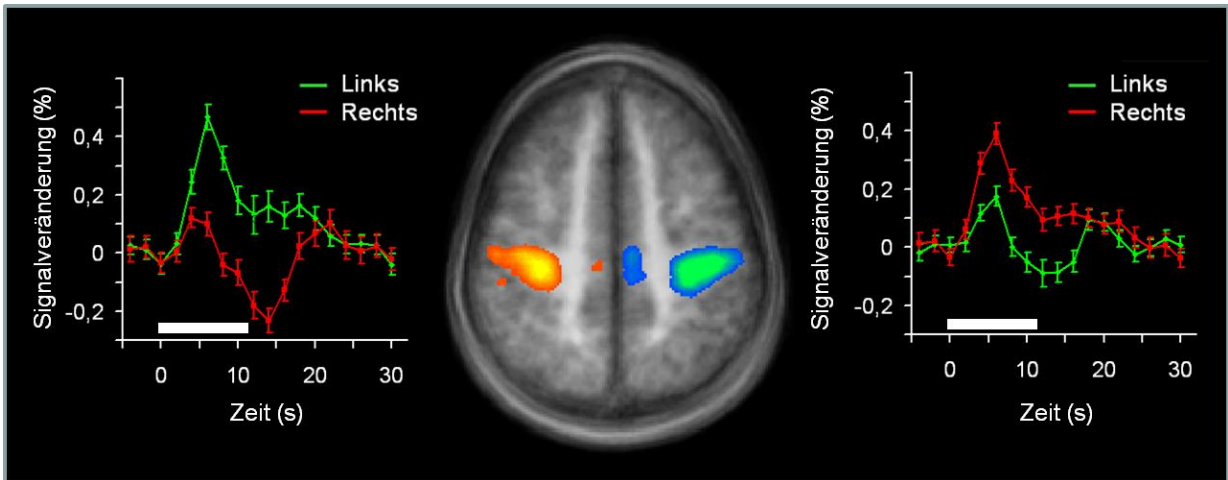 Signalveränderung (%)
Links
Rechts
0,4
0,2
0
-0,2
0
10
20
30
Zeit (s)
Signalveränderung (%)
Links
Rechts
0,4
0,2
0
-0,2
0
10
20
30
Zeit (s)